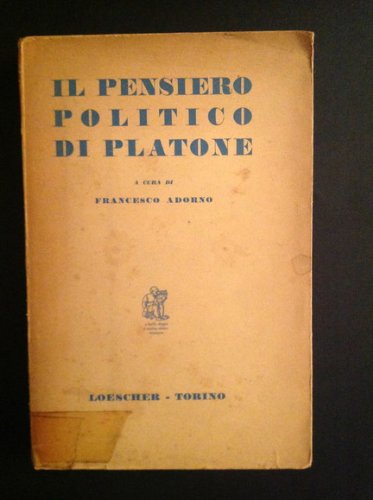 IL PENSIERO
POLITICO
DI PLATONE
A CURA DI
FRANCESCO ADORNO
LOESCHER - TORINO